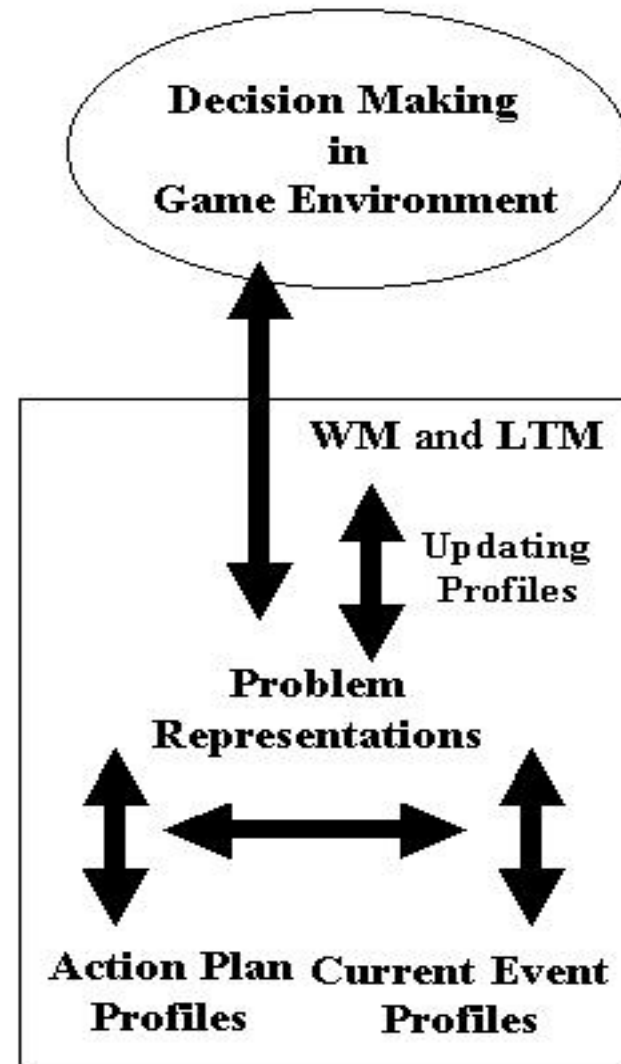 Decision Making
in
Game Environment
WM and LTM
Updating
Profiles
Problem
Representations
Action Plan
Profiles
Current Event
Profiles